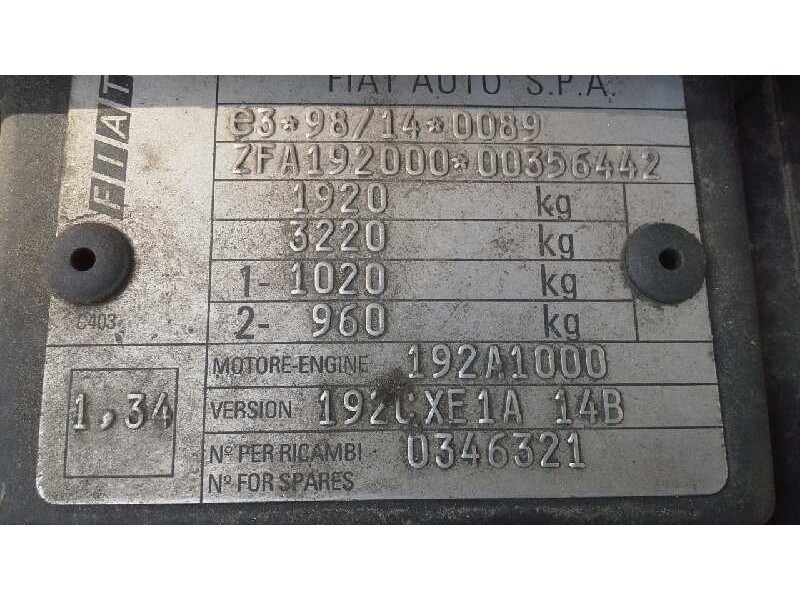 FIAT
FIAT AUTO S.P.A.
e3*98/14*0089
ZFA192000*00356442
1920 kg
3220 kg
1- 1020 kg
2- 960 kg
C403
MOTORE-ENGINE 192A1000
1,34
VERSION 192CXE1A 14B
Nº PER RICAMBI 0346321
Nº FOR SPARES